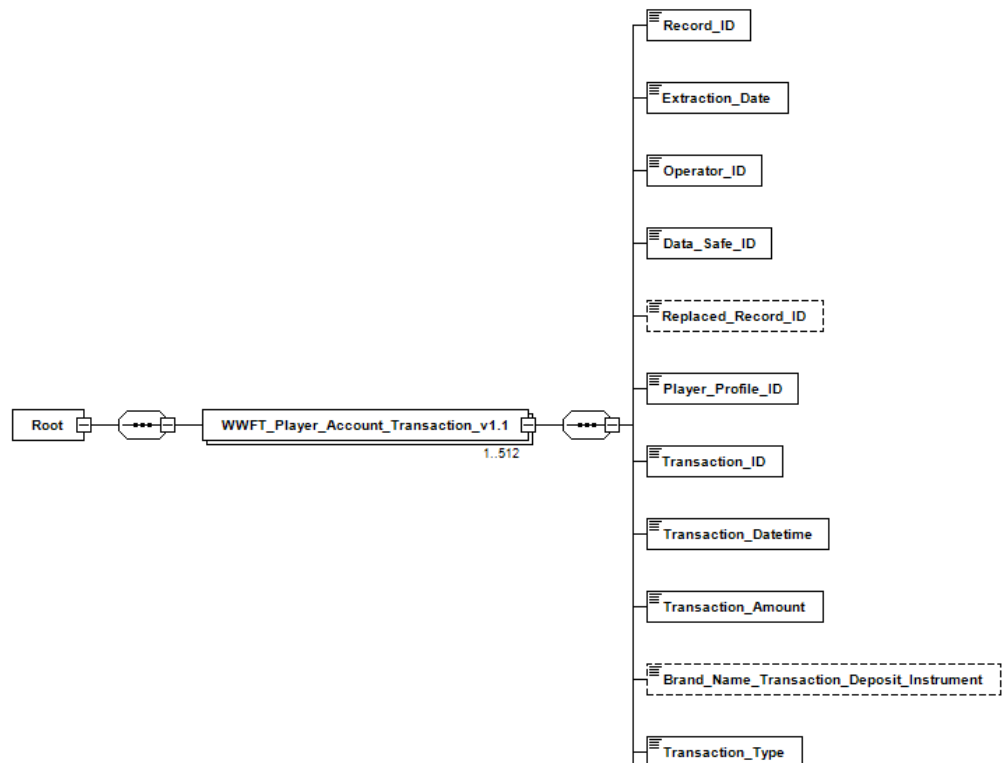 Record_ID
Extraction_Date
Operator_ID
Data_Safe_ID
Replaced_Record_ID
Player_Profile_ID
Root
WWFT_Player_Account_Transaction_v1.1
1..512
Transaction_ID
Transaction_Datetime
Transaction_Amount
Brand_Name_Transaction_Deposit_Instrument
Transaction_Type